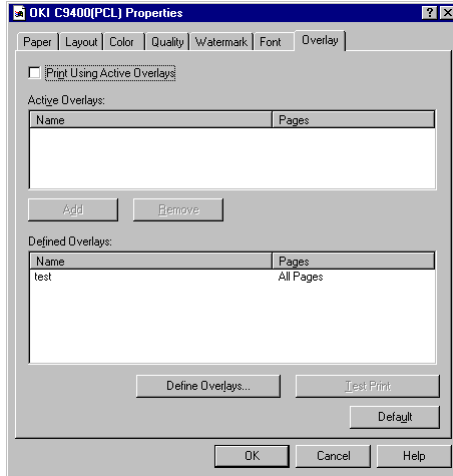 OKI C9400(PCL) Properties
Paper Layout Color Quality Watermark Font Overlay
Print Using Active Overlays
Active Overlays:
Name Pages
Add Remove
Defined Overlays:
Name Pages
test All Pages
Define Overlays... Test Print
Default
OK Cancel Help